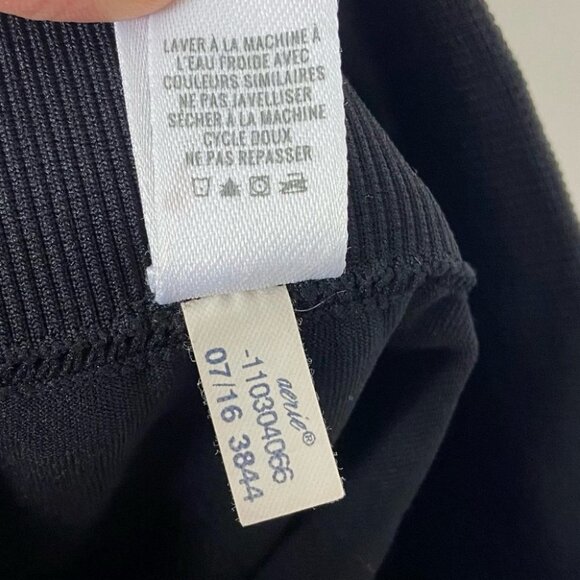 LAVER À LA MACHINE À
L'EAU FROIDE AVEC
COULEURS SIMILAIRES
NE PAS JAVELLISER
SÉCHER À LA MACHINE
CYCLE DOUX
NE PAS REPASSER
aerie®
-110304066
07/16 3844